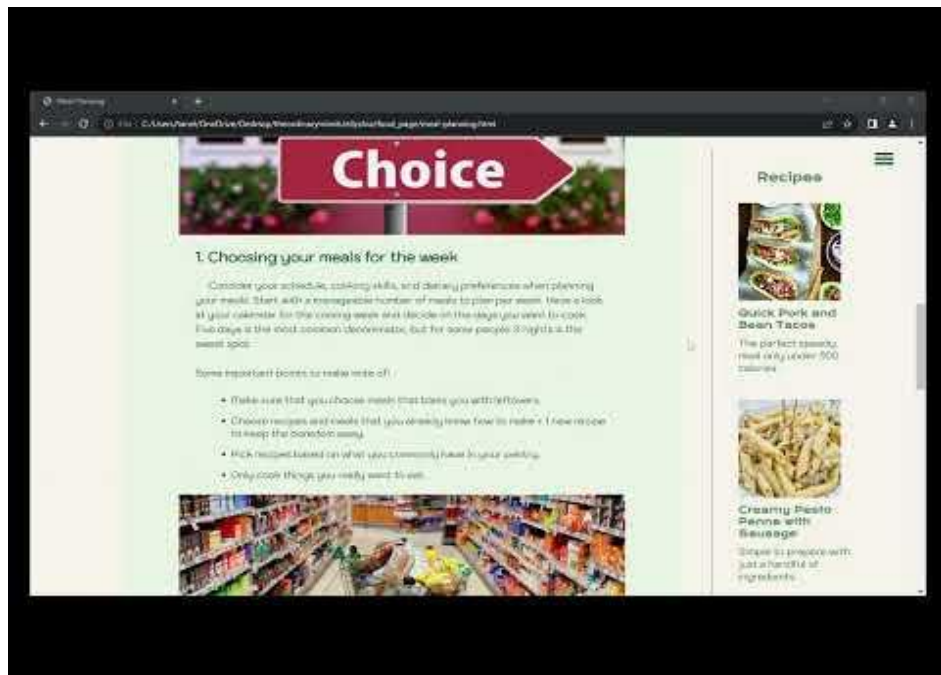 Meal Planning
Choice
1. Choosing your meals for the week
Consider your schedule, cooking skills, and dietary preferences when planning
your meals. Start with a manageable number of meals to plan per week. Have a look
at your calendar for the coming week and decide on the days you want to cook.
Five days is the most common denominator, but for some people 3 nights is the
sweet spot.
Some important points to make note of:
Make sure that you choose meals that leave you with leftovers.
Choose recipes and meals that you already know how to make + 1 new recipe
to keep the boredom away.
Pick recipes based on what you commonly have in your pantry.
Only cook things you really want to eat.
Recipes
Quick Pork and
Bean Tacos
The perfect speedy
meal only under 500
calories
Creamy Pesto
Penne with
Sausage
Simple to prepare with
just a handful of
ingredients